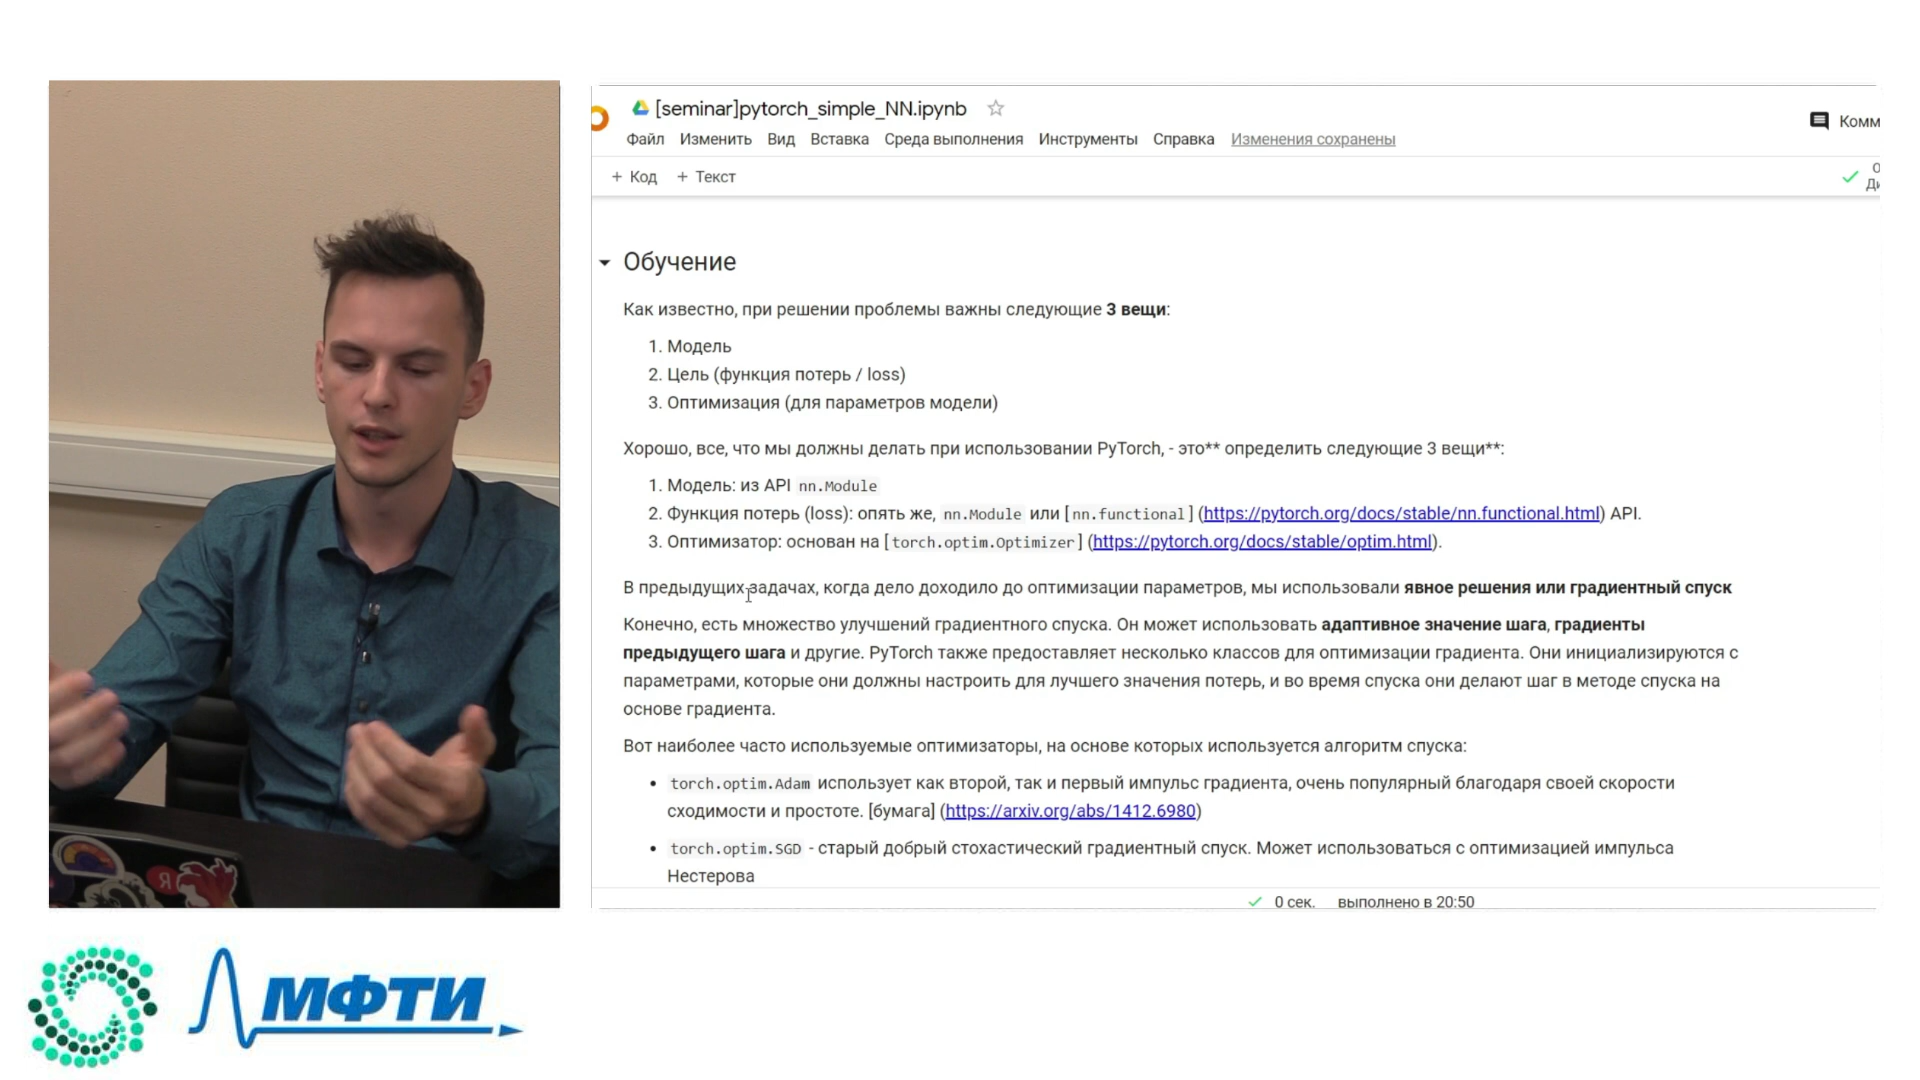 [seminar]pytorch_simple_NN.ipynb
Файл Изменить Вид Вставка Среда выполнения Инструменты Справка Изменения сохранены
+ Код + Текст
Обучение
Как известно, при решении проблемы важны следующие 3 вещи:
1. Модель
2. Цель (функция потерь / loss)
3. Оптимизация (для параметров модели)
Хорошо, все, что мы должны делать при использовании PyTorch, - это** определить следующие 3 вещи**:
1. Модель: из API nn.Module
2. Функция потерь (loss): опять же, nn.Module или [nn.functional] (https://pytorch.org/docs/stable/nn.functional.html) API.
3. Оптимизатор: основан на [torch.optim.Optimizer] (https://pytorch.org/docs/stable/optim.html).
В предыдущих задачах, когда дело доходило до оптимизации параметров, мы использовали явное решения или градиентный спуск
Конечно, есть множество улучшений градиентного спуска. Он может использовать адаптивное значение шага, градиенты
предыдущего шага и другие. PyTorch также предоставляет несколько классов для оптимизации градиента. Они инициализируются с
параметрами, которые они должны настроить для лучшего значения потерь, и во время спуска они делают шаг в методе спуска на
основе градиента.
Вот наиболее часто используемые оптимизаторы, на основе которых используется алгоритм спуска:
• torch.optim.Adam использует как второй, так и первый импульс градиента, очень популярный благодаря своей скорости
сходимости и простоте. [бумага] (https://arxiv.org/abs/1412.6980)
• torch.optim.SGD - старый добрый стохастический градиентный спуск. Может использоваться с оптимизацией импульса
Нестерова
0 сек. выполнено в 20:50
Я
МФТИ